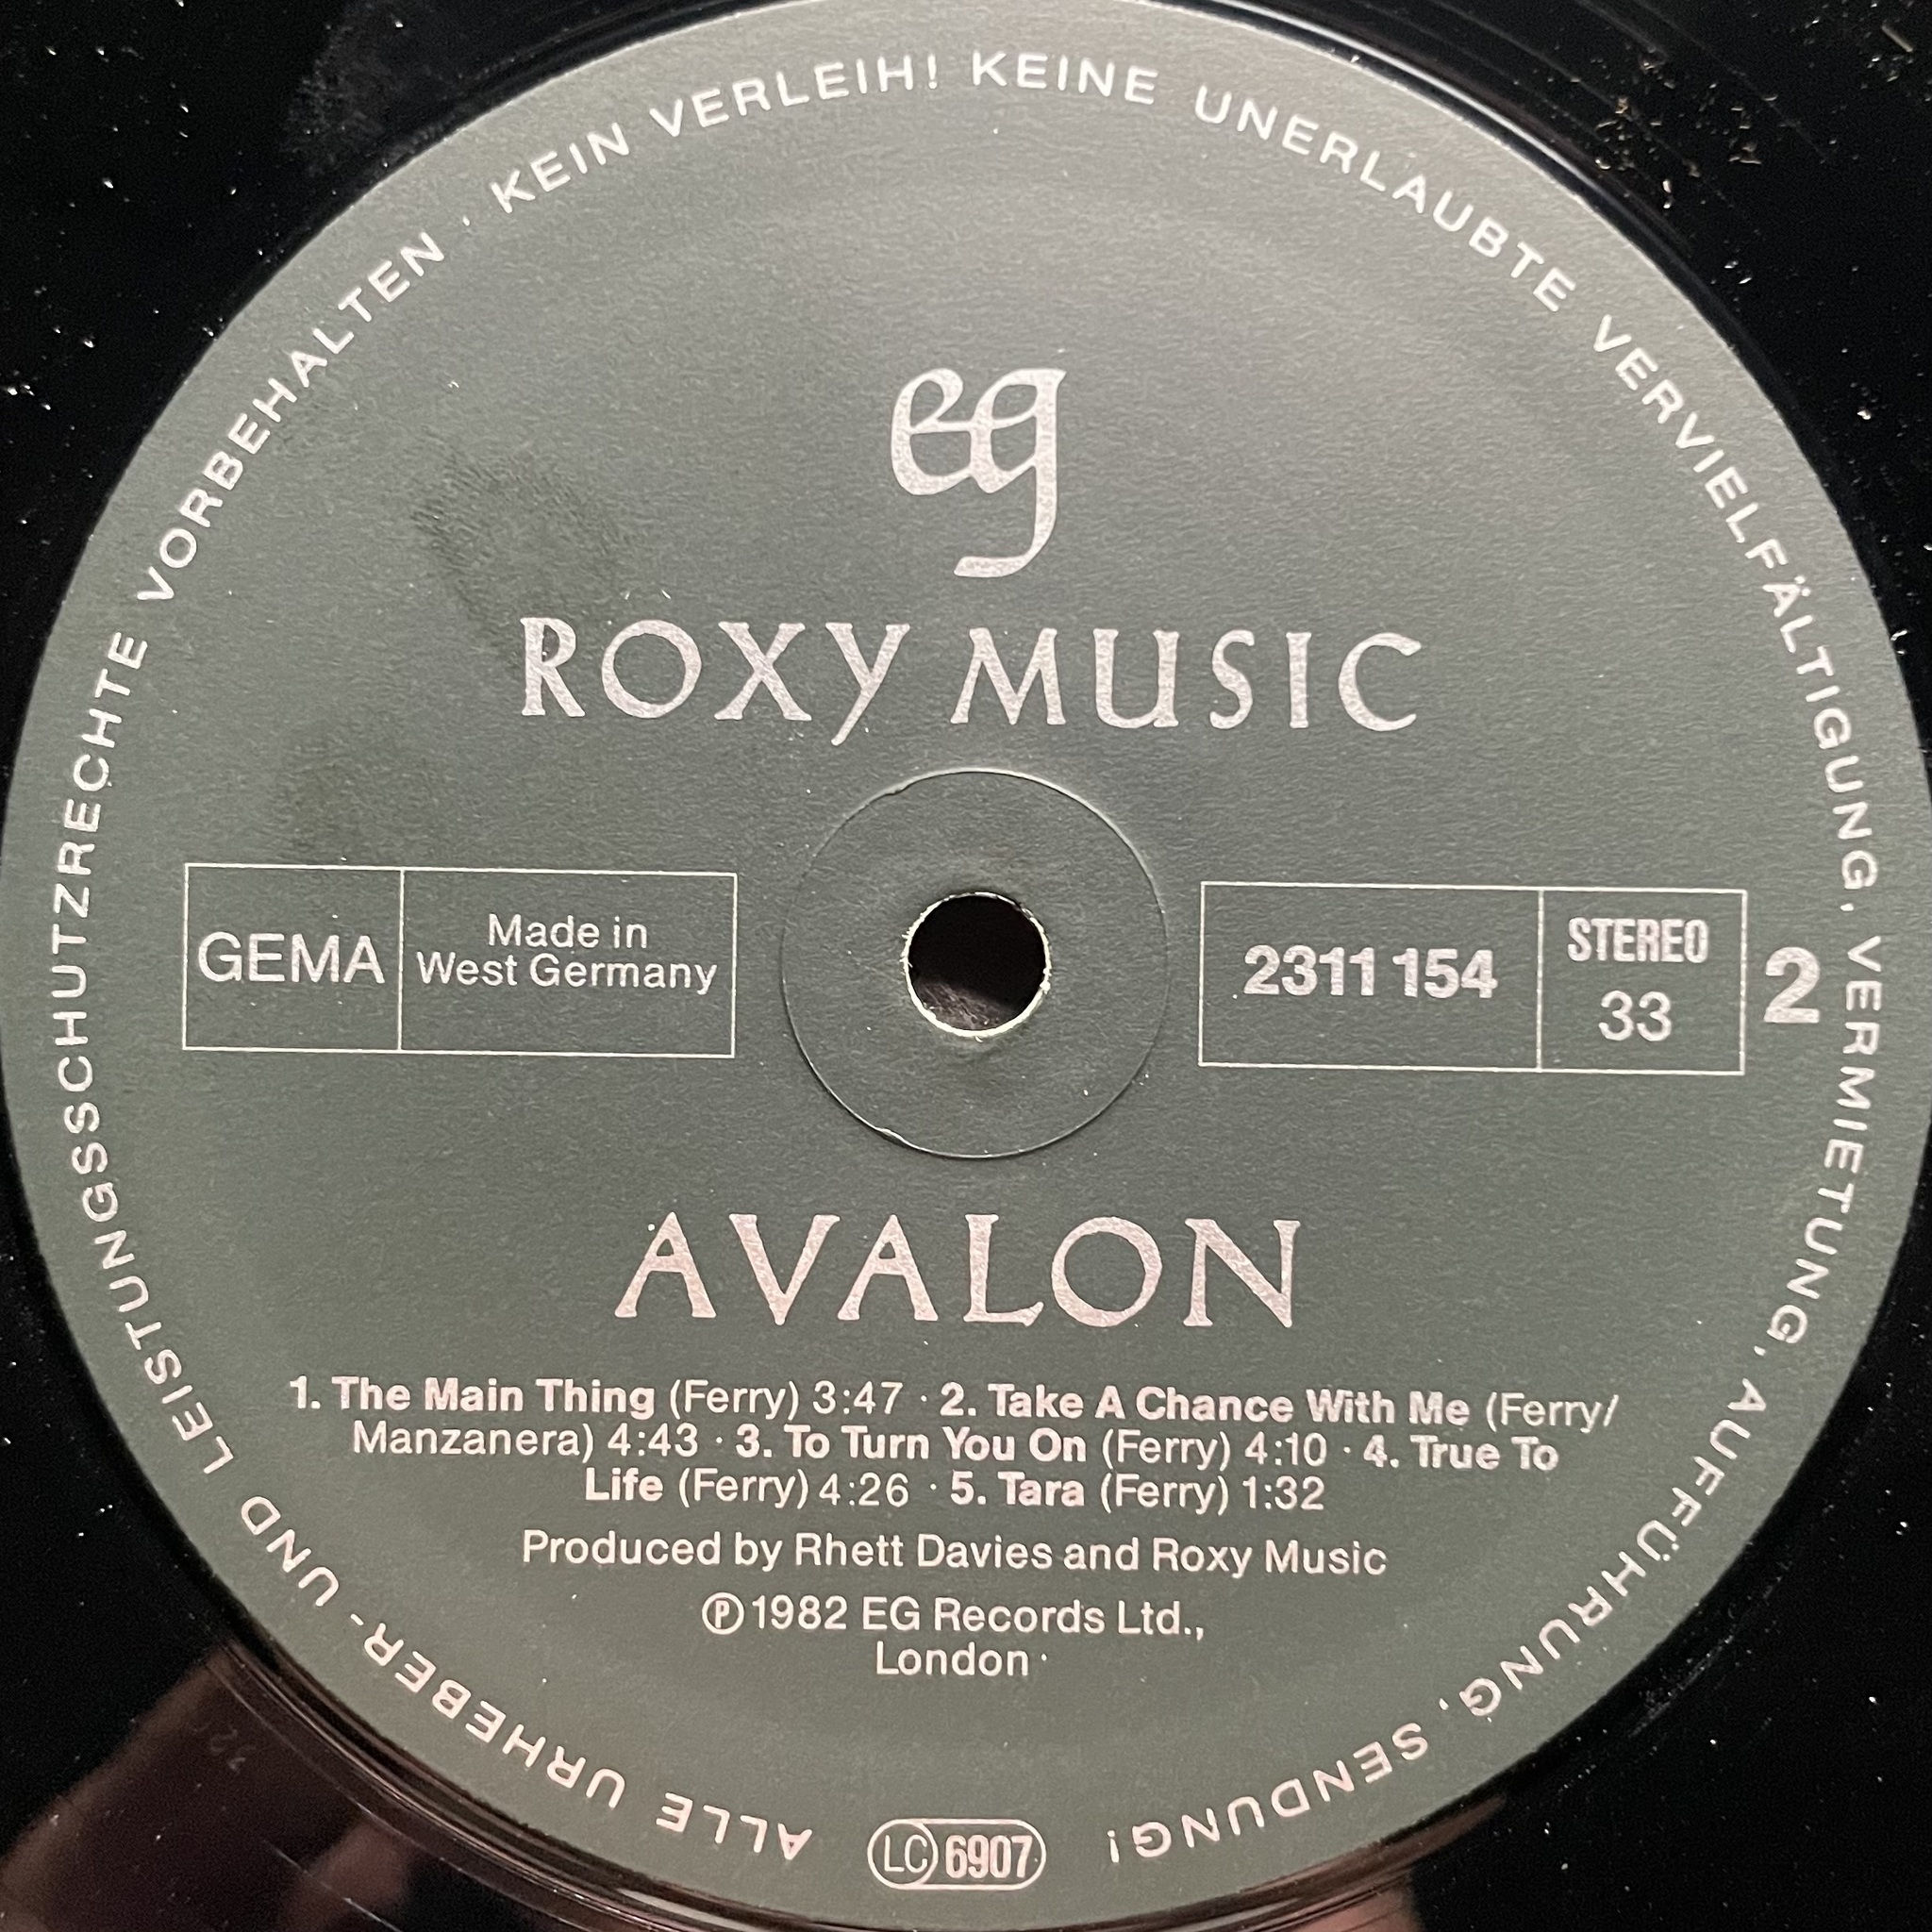 ALLE URHEBER- UND LEISTUNGSSCHUTZRECHTE VORBEHALTEN · KEIN VERLEIH! KEINE UNERLAUBTE VERVIELFÄLTIGUNG, VERMIETUNG, AUFFÜHRUNG, SENDUNG!
eg
ROXY MUSIC
GEMA
Made in
West Germany
2311 154
STEREO
33
2
AVALON
1. The Main Thing (Ferry) 3:47 · 2. Take A Chance With Me (Ferry/
Manzanera) 4:43 · 3. To Turn You On (Ferry) 4:10 · 4. True To
Life (Ferry) 4:26 · 5. Tara (Ferry) 1:32
Produced by Rhett Davies and Roxy Music
Ⓟ 1982 EG Records Ltd.,
London ·
LC 6907